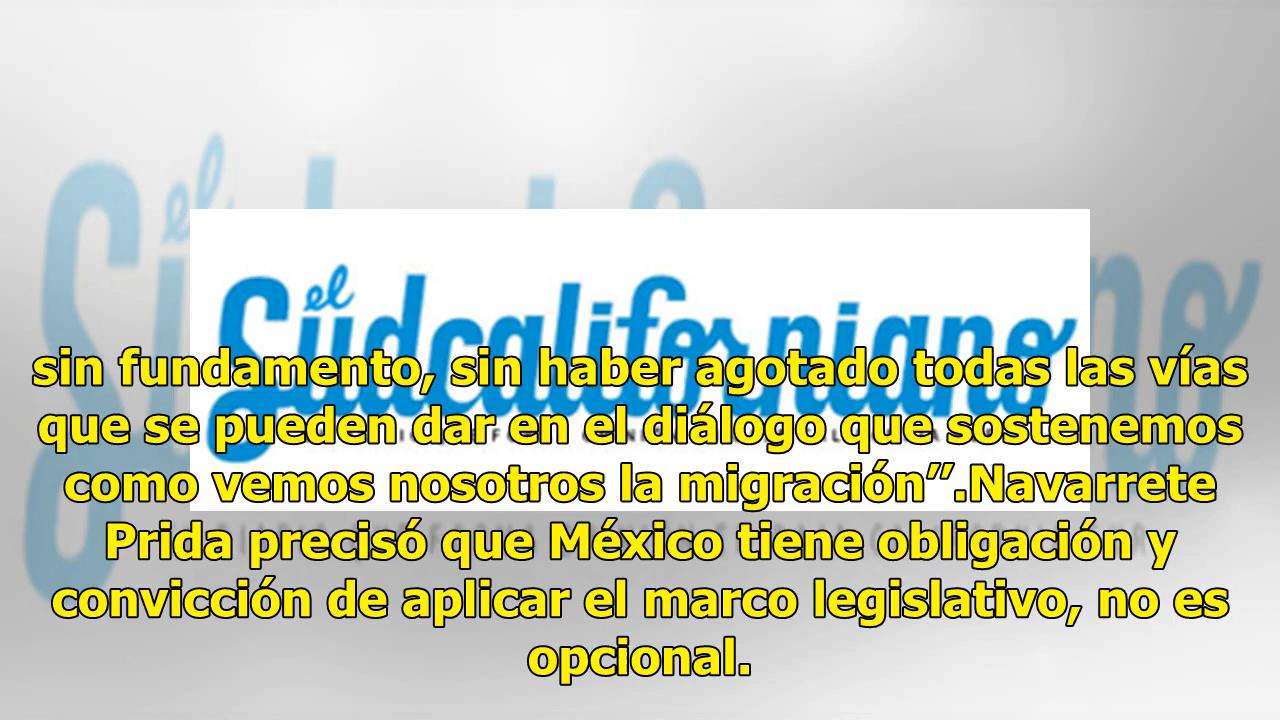 el
Sudcaliforniano
sin fundamento, sin haber agotado todas las vías
que se pueden dar en el diálogo que sostenemos
como vemos nosotros la migración”.Navarrete
Prida precisó que México tiene obligación y
convicción de aplicar el marco legislativo, no es
opcional.